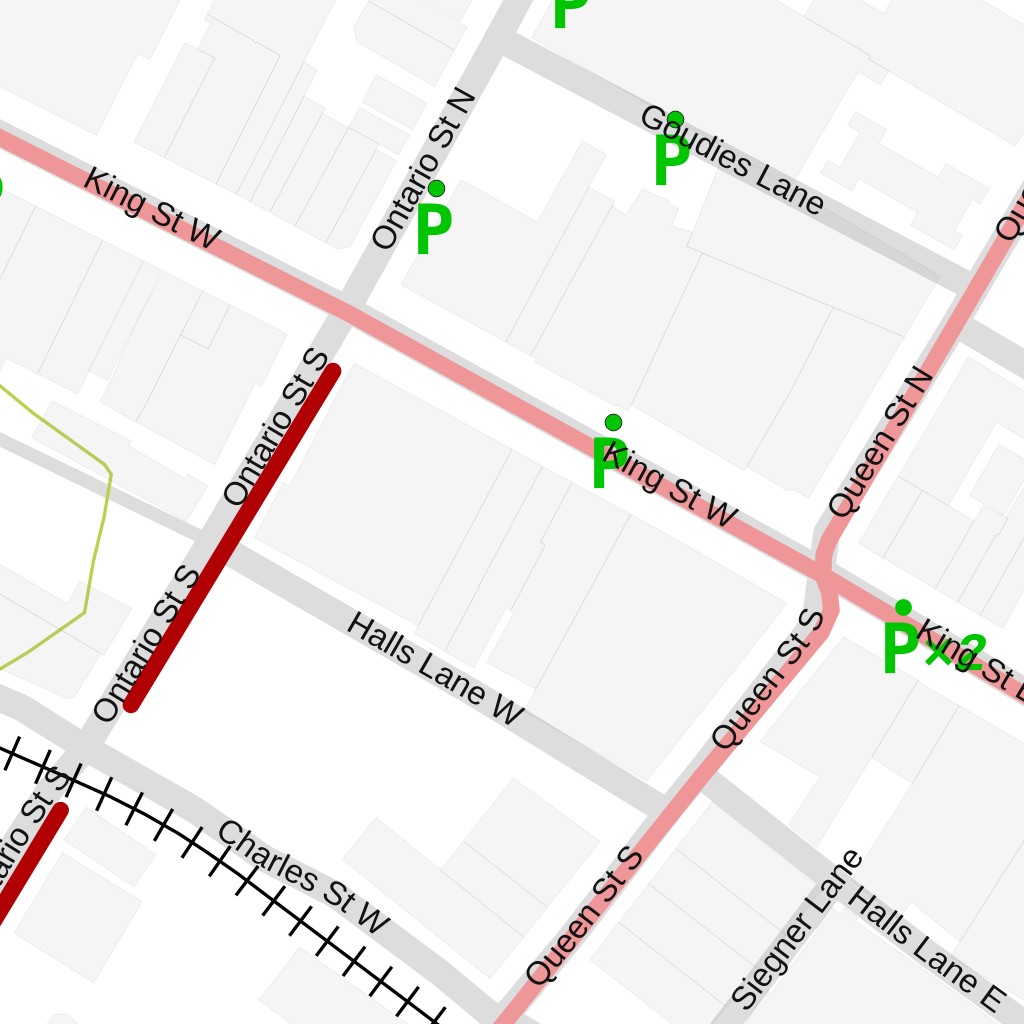 P
Goudies Lane
P
Ontario St N
P
King St W
Ontario St S
Queen St N
P
King St W
Ontario St S
Halls Lane W
Queen St S
P×2
King St E
Charles St W
Queen St S
Siegner Lane
Halls Lane E